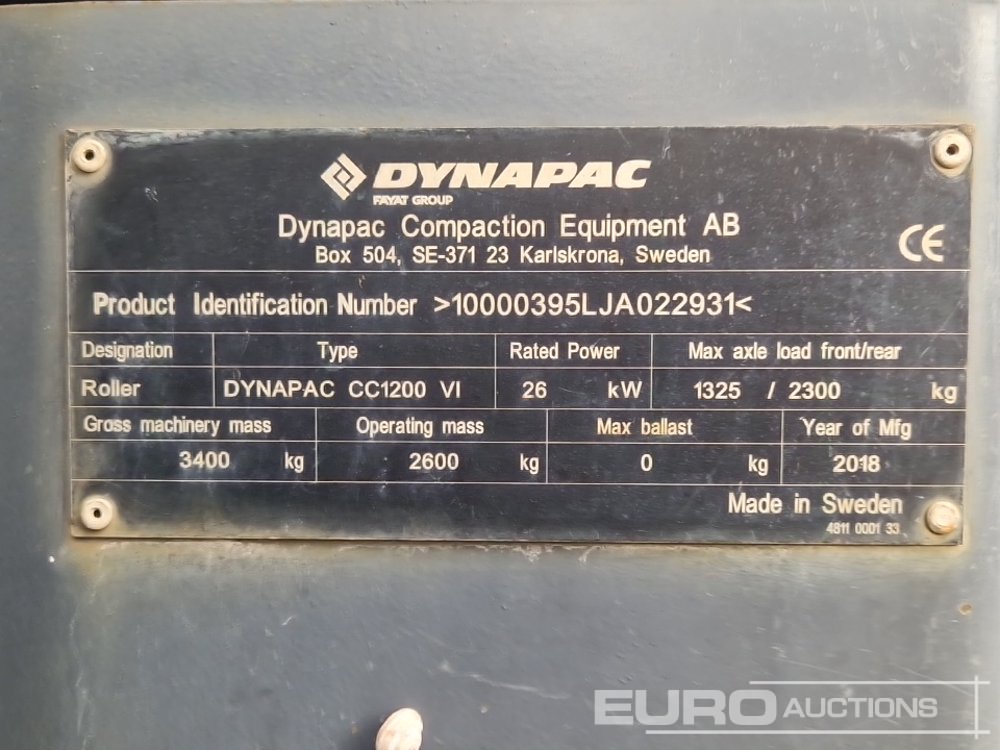 DYNAPAC
FAYAT GROUP
Dynapac Compaction Equipment AB
Box 504, SE-371 23 Karlskrona, Sweden
CE
Product Identification Number >10000395LJA022931<
Designation Type Rated Power Max axle load front/rear
Roller DYNAPAC CC1200 VI 26 kW 1325 / 2300 kg
Gross machinery mass Operating mass Max ballast Year of Mfg
3400 kg 2600 kg 0 kg 2018
Made in Sweden
4811 0001 33
EURO AUCTIONS